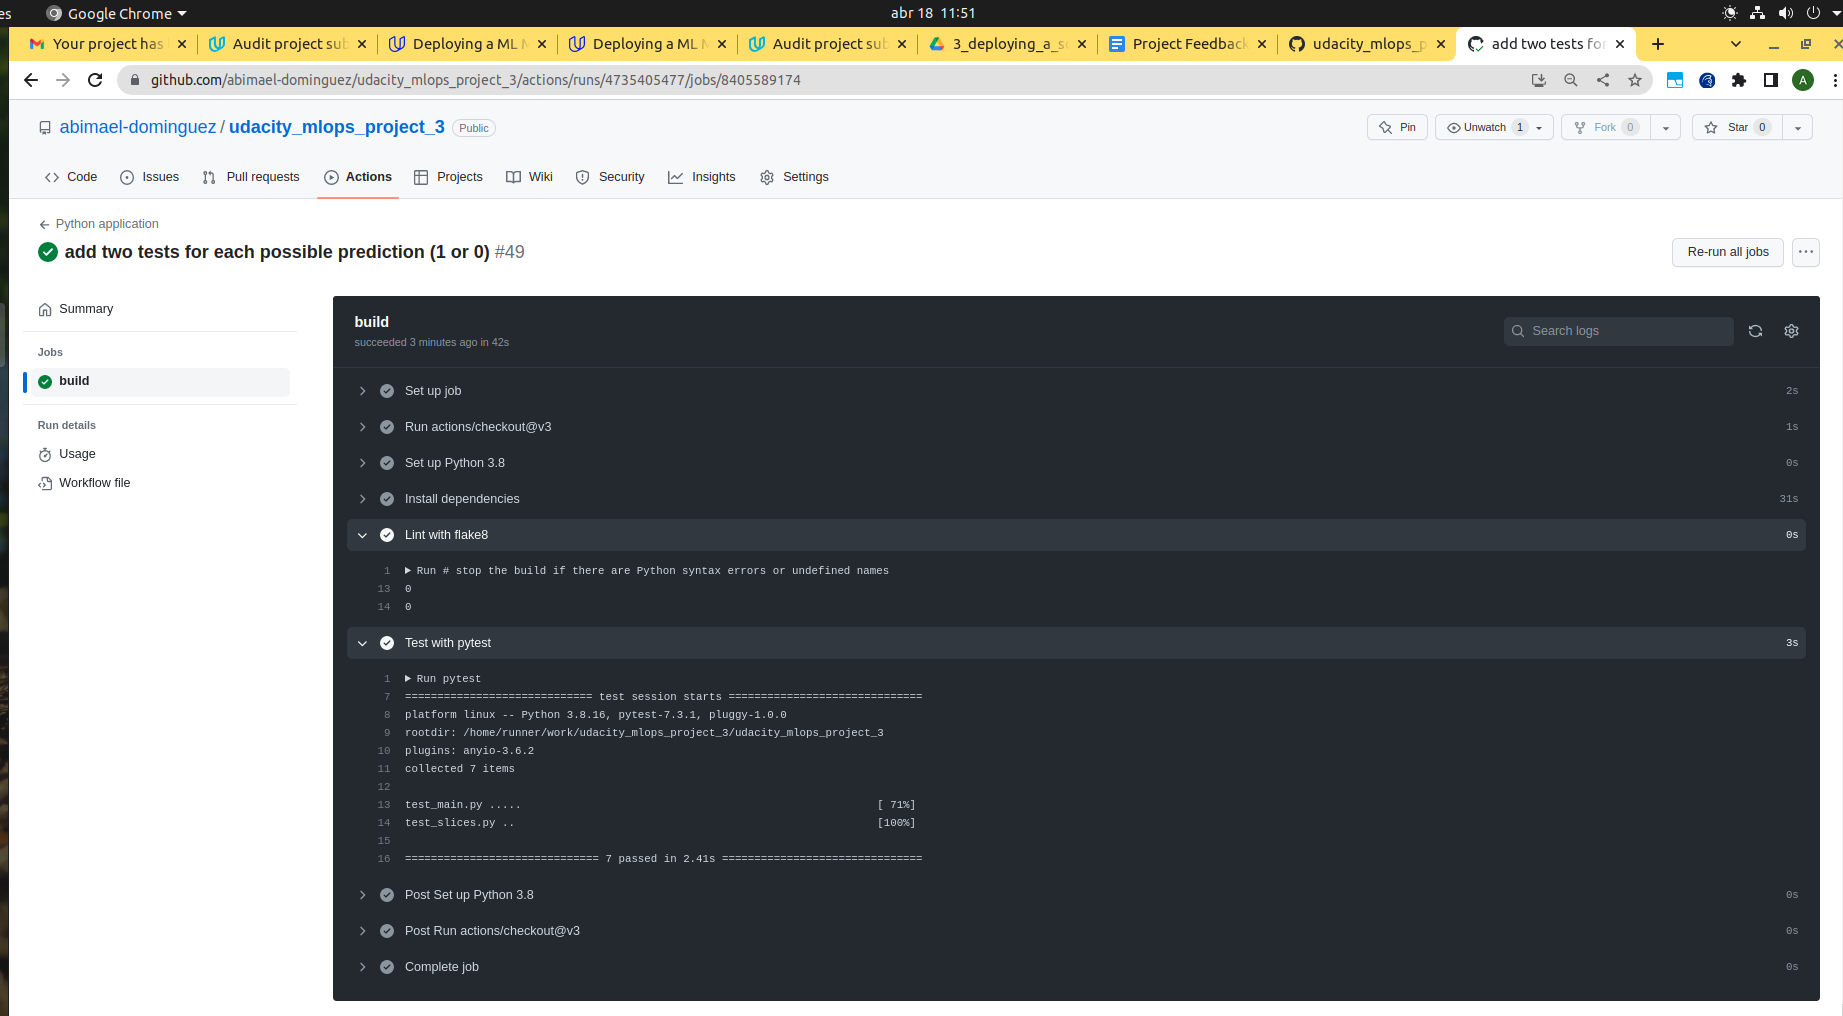 es Google Chrome abr 18 11:51
Your project has Audit project sub Deploying a ML M Deploying a ML M Audit project sub 3_deploying_a_sc Project Feedback udacity_mlops_p add two tests for
github.com/abimael-dominguez/udacity_mlops_project_3/actions/runs/4735405477/jobs/8405589174 A
abimael-dominguez / udacity_mlops_project_3 Public Pin Unwatch 1 Fork 0 Star 0
Code Issues Pull requests Actions Projects Wiki Security Insights Settings
Python application
add two tests for each possible prediction (1 or 0) #49 Re-run all jobs
Summary
Jobs
build
Run details
Usage
Workflow file
build
succeeded 3 minutes ago in 42s
Search logs
Set up job 2s
Run actions/checkout@v3 1s
Set up Python 3.8 0s
Install dependencies 31s
Lint with flake8 0s
1 Run # stop the build if there are Python syntax errors or undefined names
13 0
14 0
Test with pytest 3s
1 Run pytest
7 ============================= test session starts ==============================
8 platform linux -- Python 3.8.16, pytest-7.3.1, pluggy-1.0.0
9 rootdir: /home/runner/work/udacity_mlops_project_3/udacity_mlops_project_3
10 plugins: anyio-3.6.2
11 collected 7 items
12
13 test_main.py ..... [ 71%]
14 test_slices.py .. [100%]
15
16 ============================== 7 passed in 2.41s ===============================
Post Set up Python 3.8 0s
Post Run actions/checkout@v3 0s
Complete job 0s